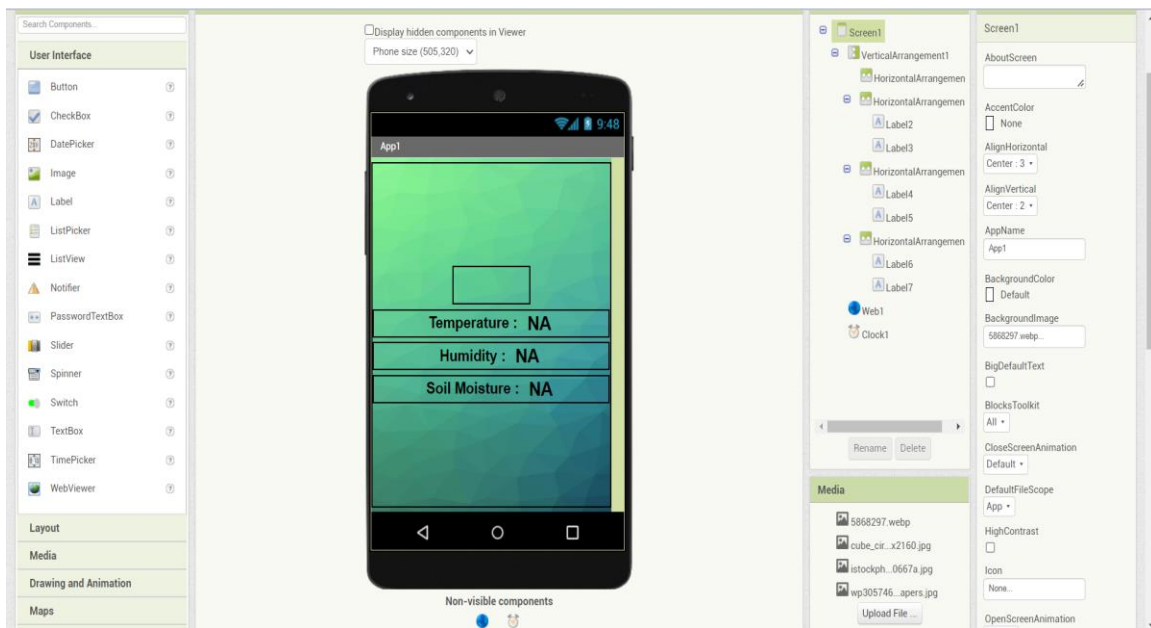 Search Components...
User Interface
Button
CheckBox
DatePicker
Image
Label
ListPicker
ListView
Notifier
PasswordTextBox
Slider
Spinner
Switch
TextBox
TimePicker
WebViewer
Layout
Media
Drawing and Animation
Maps
Display hidden components in Viewer
Phone size (505,320)
9:48
App1
Temperature : NA
Humidity : NA
Soil Moisture : NA
Non-visible components
Screen1
VerticalArrangement1
HorizontalArrangemen
HorizontalArrangemen
Label2
Label3
HorizontalArrangemen
Label4
Label5
HorizontalArrangemen
Label6
Label7
Web1
Clock1
Rename Delete
Media
5868297.webp
cube_cir...x2160.jpg
istockph...0667a.jpg
wp305746...apers.jpg
Upload File ...
Screen1
AboutScreen
AccentColor
None
AlignHorizontal
Center : 3
AlignVertical
Center : 2
AppName
App1
BackgroundColor
Default
BackgroundImage
5868297.webp...
BigDefaultText
BlocksToolkit
All
CloseScreenAnimation
Default
DefaultFileScope
App
HighContrast
Icon
None...
OpenScreenAnimation